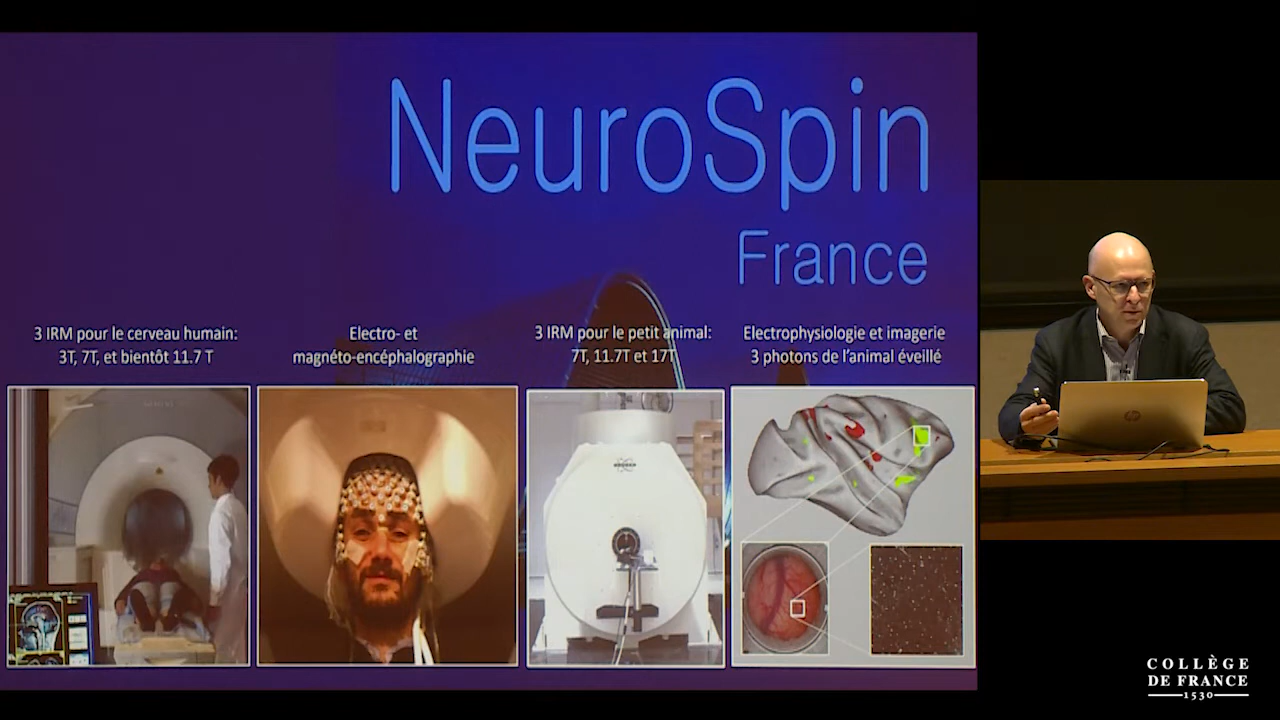 NeuroSpin
France
3 IRM pour le cerveau humain:
3T, 7T, et bientôt 11.7 T
Electro- et
magnéto-encéphalographie
3 IRM pour le petit animal:
7T, 11.7T et 17T
Electrophysiologie et imagerie
3 photons de l'animal éveillé
hp
COLLÈGE
DE FRANCE
1530